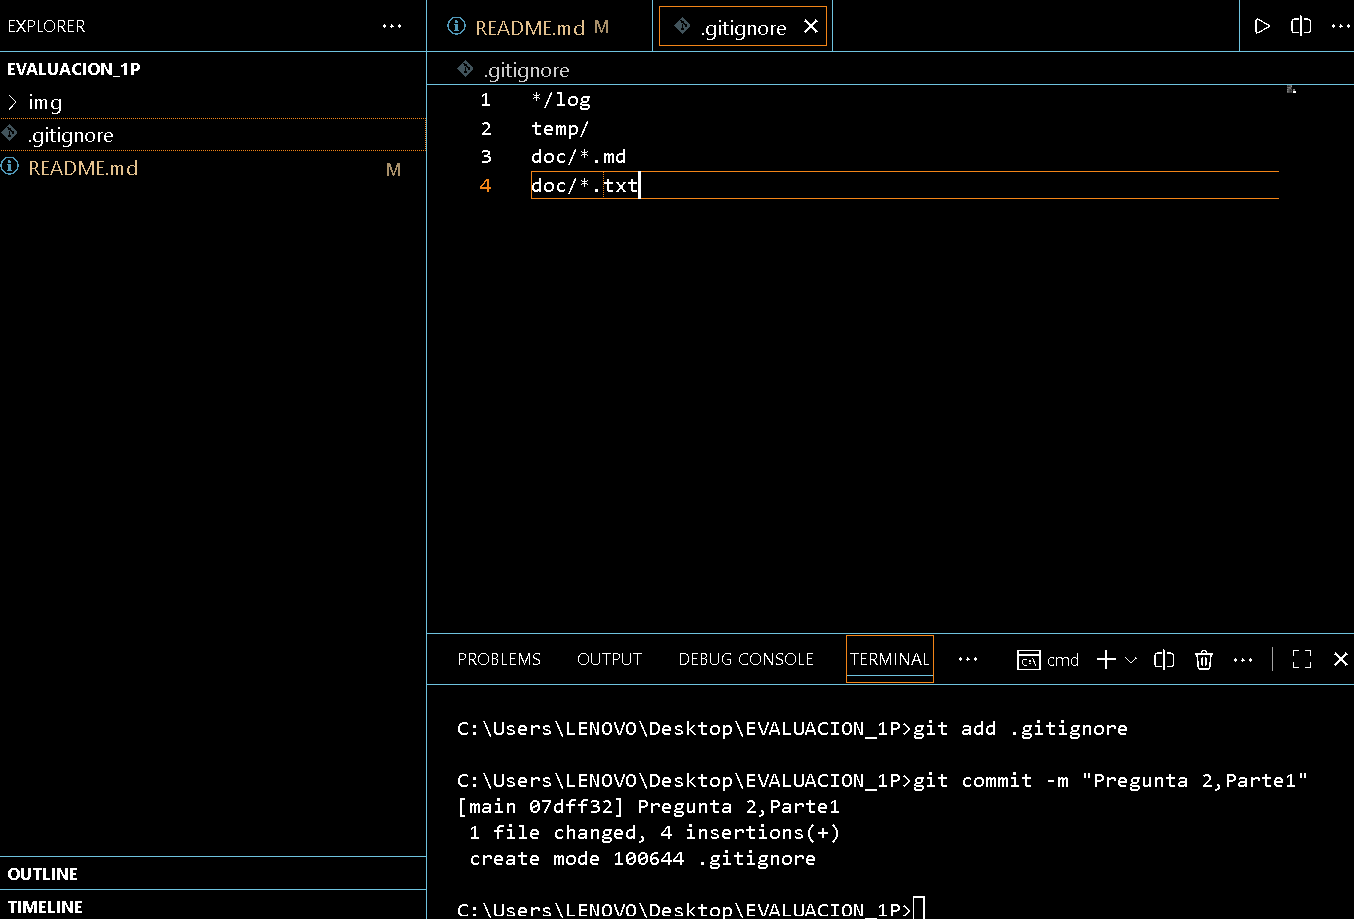 EXPLORER
EVALUACION_1P
img
.gitignore
README.md M
OUTLINE
TIMELINE
README.md M
.gitignore
.gitignore
1 */log
2 temp/
3 doc/*.md
4 doc/*.txt
PROBLEMS OUTPUT DEBUG CONSOLE TERMINAL cmd
C:\Users\LENOVO\Desktop\EVALUACION_1P>git add .gitignore
C:\Users\LENOVO\Desktop\EVALUACION_1P>git commit -m "Pregunta 2,Parte1"
[main 07dff32] Pregunta 2,Parte1
1 file changed, 4 insertions(+)
create mode 100644 .gitignore
C:\Users\LENOVO\Desktop\EVALUACION_1P>